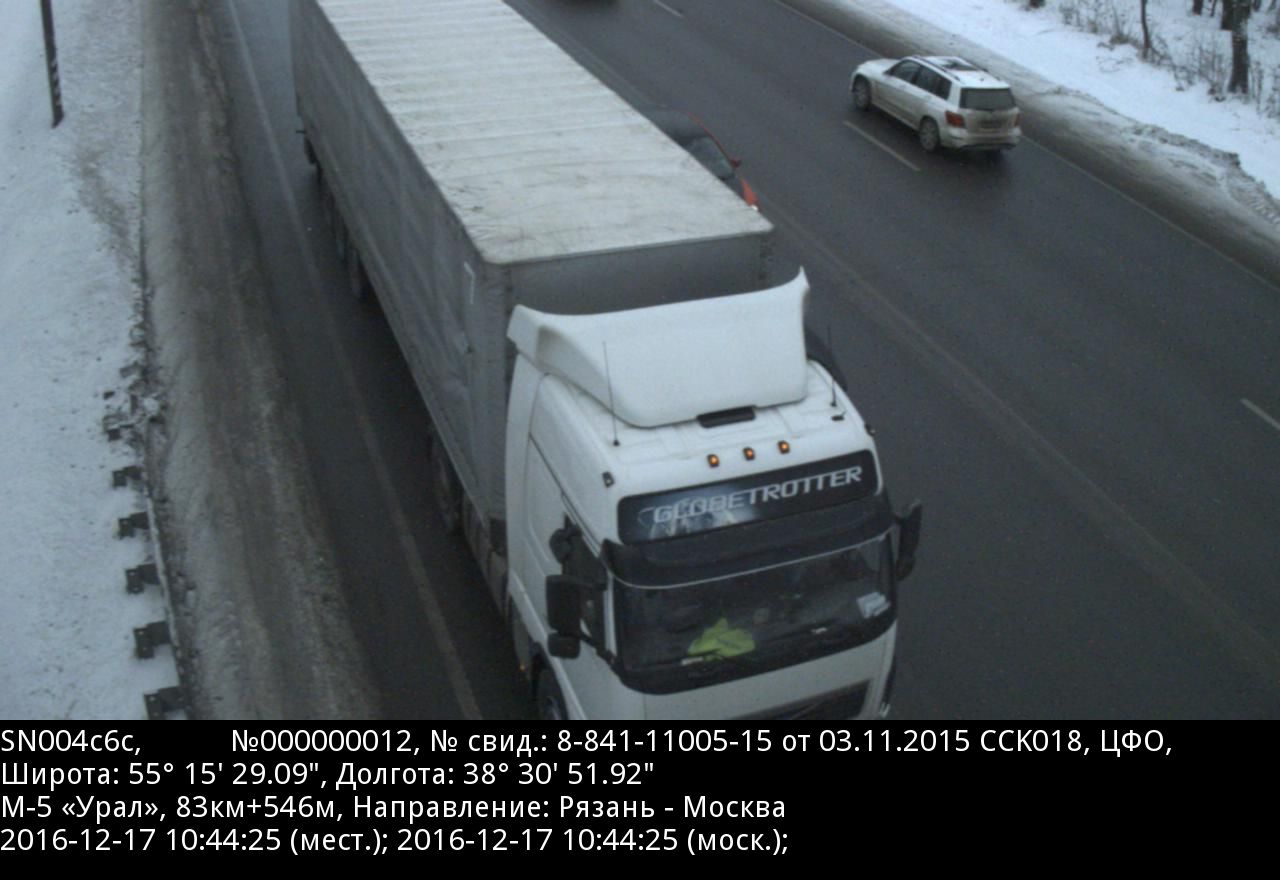 GLOBETROTTER
SN004c6c, №000000012, № свид.: 8-841-11005-15 от 03.11.2015 ССК018, ЦФО,
Широта: 55° 15' 29.09", Долгота: 38° 30' 51.92"
М-5 «Урал», 83км+546м, Направление: Рязань - Москва
2016-12-17 10:44:25 (мест.); 2016-12-17 10:44:25 (моск.);